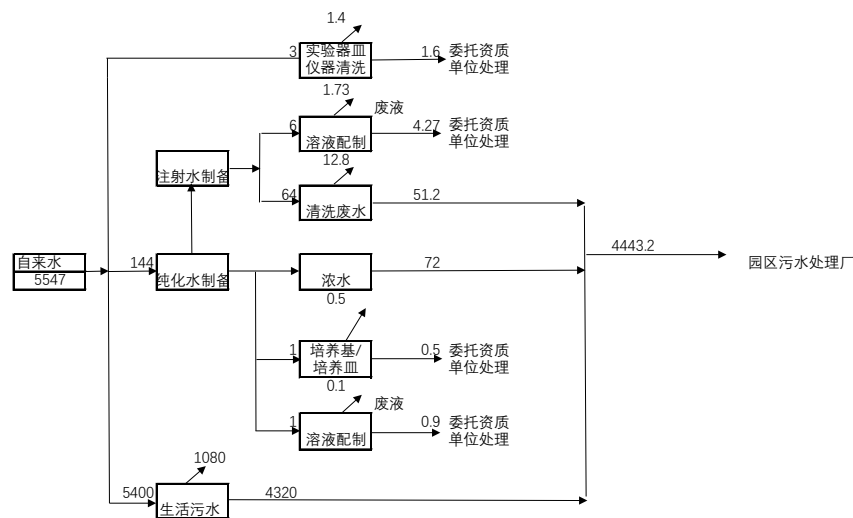 1.4
3
实验器皿
仪器清洗
1.6
委托资质
单位处理
1.73
废液
6
溶液配制
4.27
委托资质
单位处理
注射水制备
12.8
64
清洗废水
51.2
4443.2
园区污水处理厂
自来水
5547
144
纯化水制备
浓水
72
0.5
1
培养基/
培养皿
0.5
委托资质
单位处理
0.1
废液
1
溶液配制
0.9
委托资质
单位处理
1080
5400
生活污水
4320